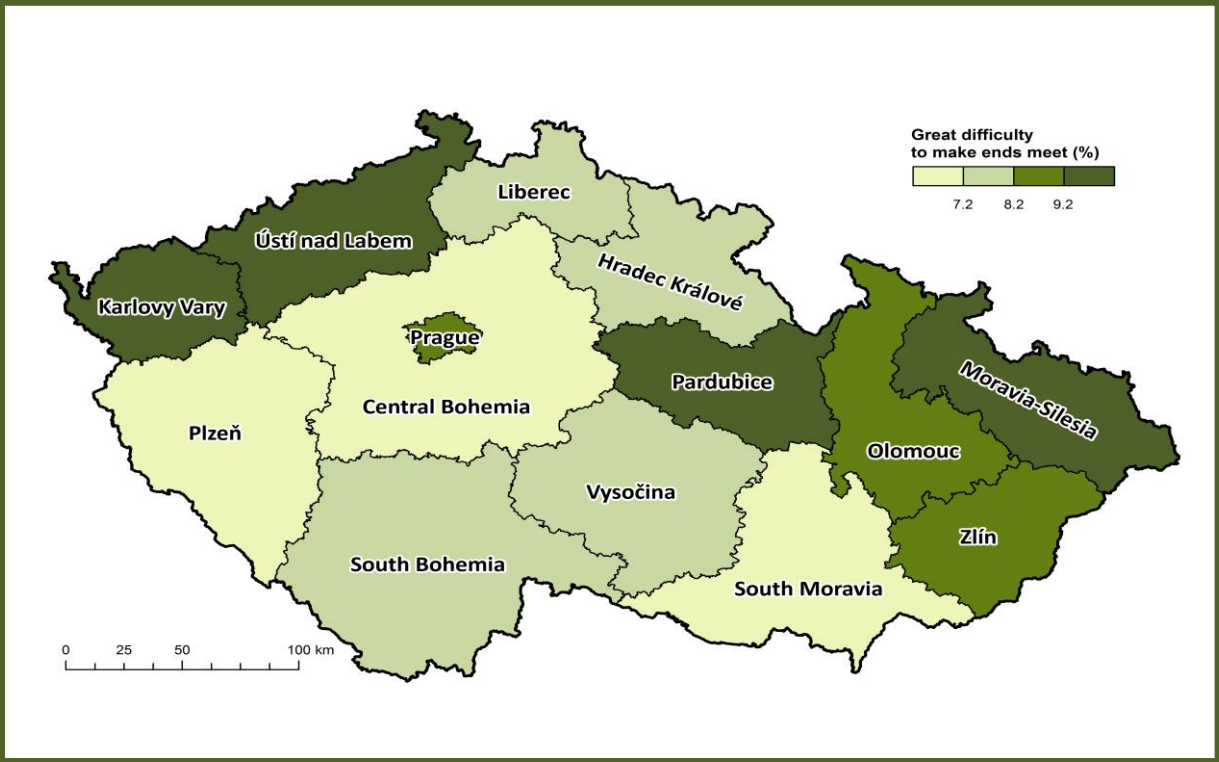 Great difficulty
to make ends meet (%)
7.2 8.2 9.2
Liberec
Ústí nad Labem
Hradec Králové
Karlovy Vary
Prague
Pardubice
Moravia-Silesia
Central Bohemia
Plzeň
Olomouc
Vysočina
Zlín
South Bohemia
South Moravia
0 25 50 100 km